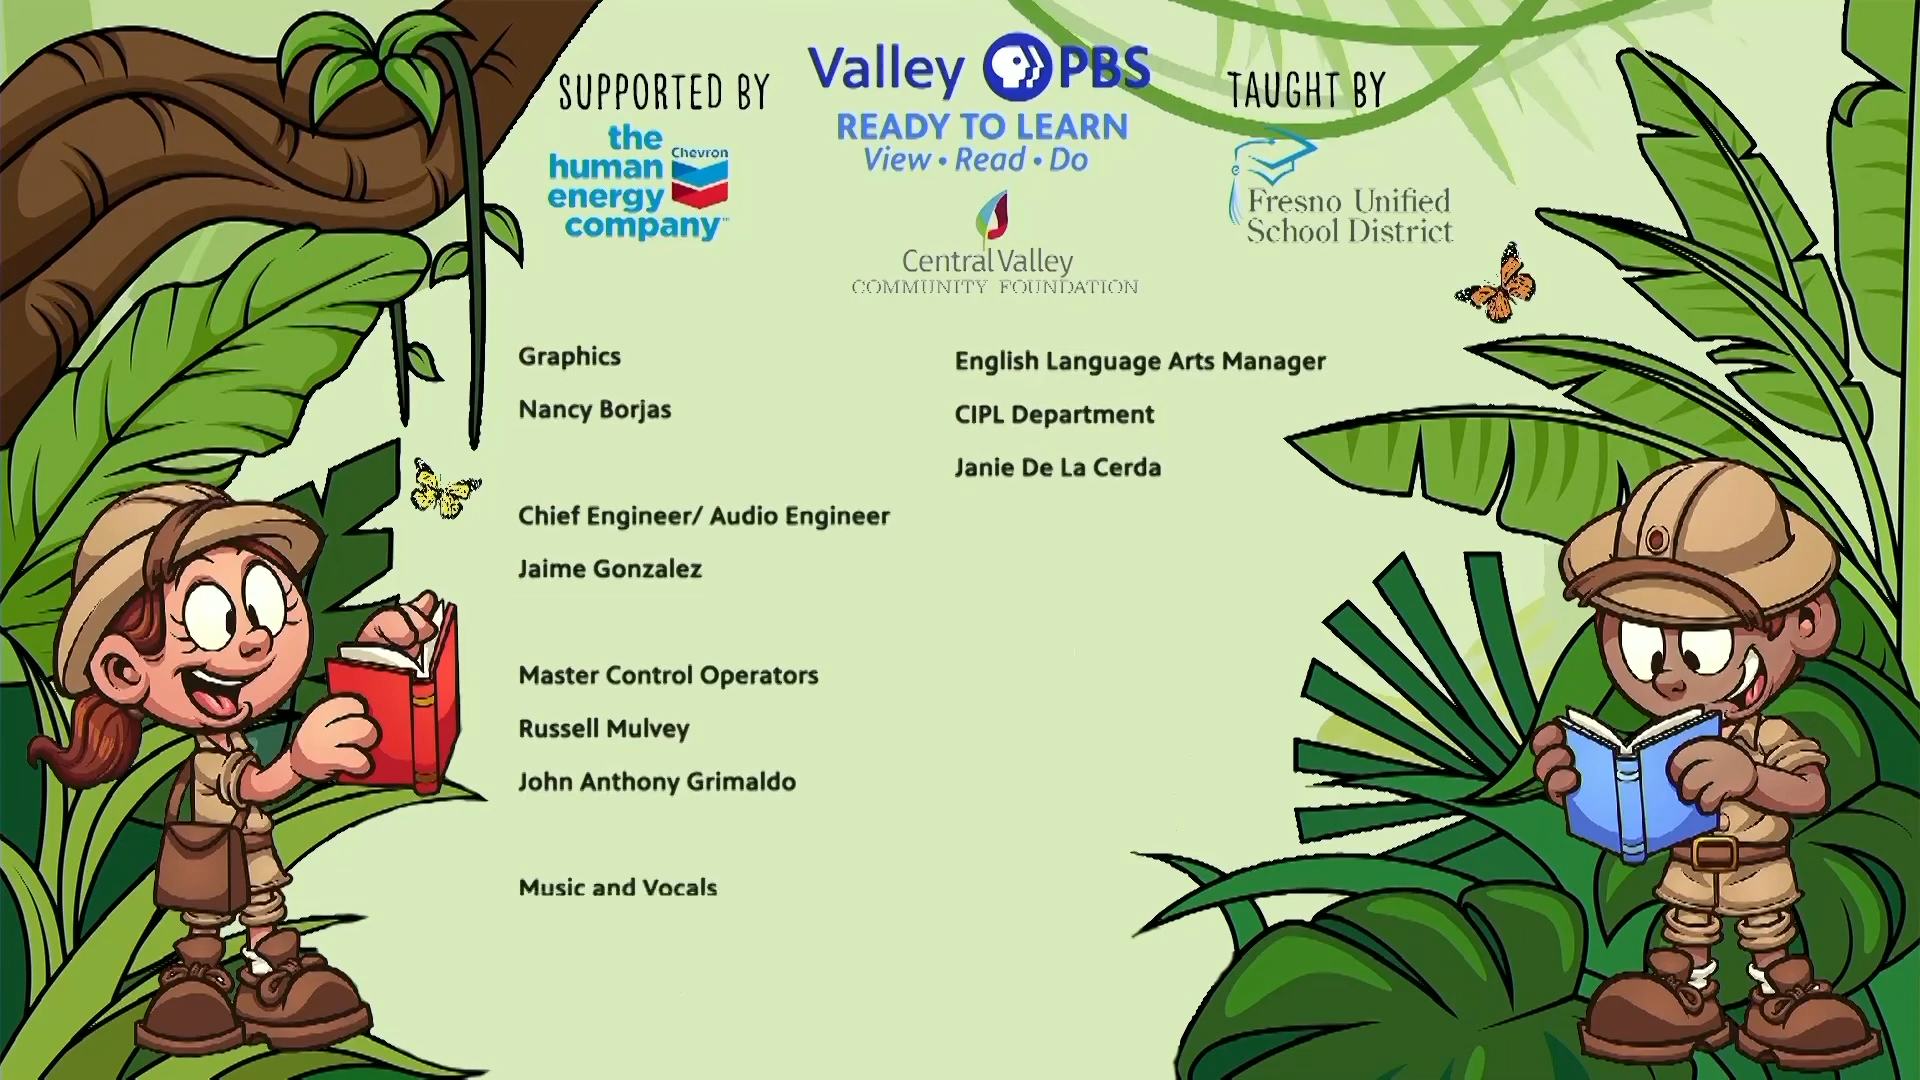 SUPPORTED BY
the
human
energy
company™
Chevron
Valley PBS
READY TO LEARN
View • Read • Do
Central Valley
COMMUNITY FOUNDATION
TAUGHT BY
Fresno Unified
School District
Graphics
Nancy Borjas
Chief Engineer/ Audio Engineer
Jaime Gonzalez
Master Control Operators
Russell Mulvey
John Anthony Grimaldo
Music and Vocals
English Language Arts Manager
CIPL Department
Janie De La Cerda